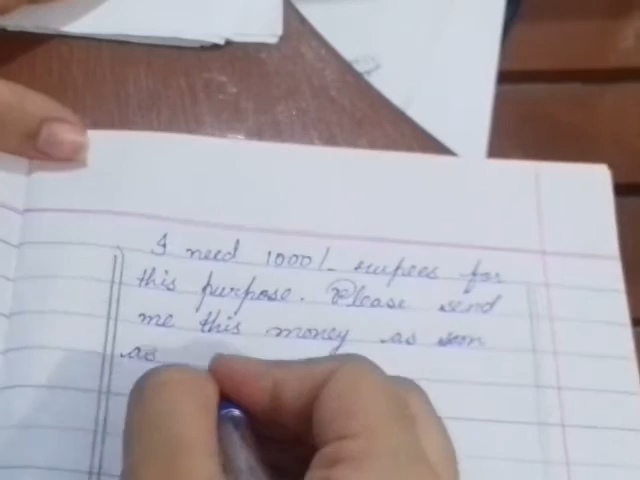 I need 1000/- rupees for
this purpose. Please send
me this money as soon
as